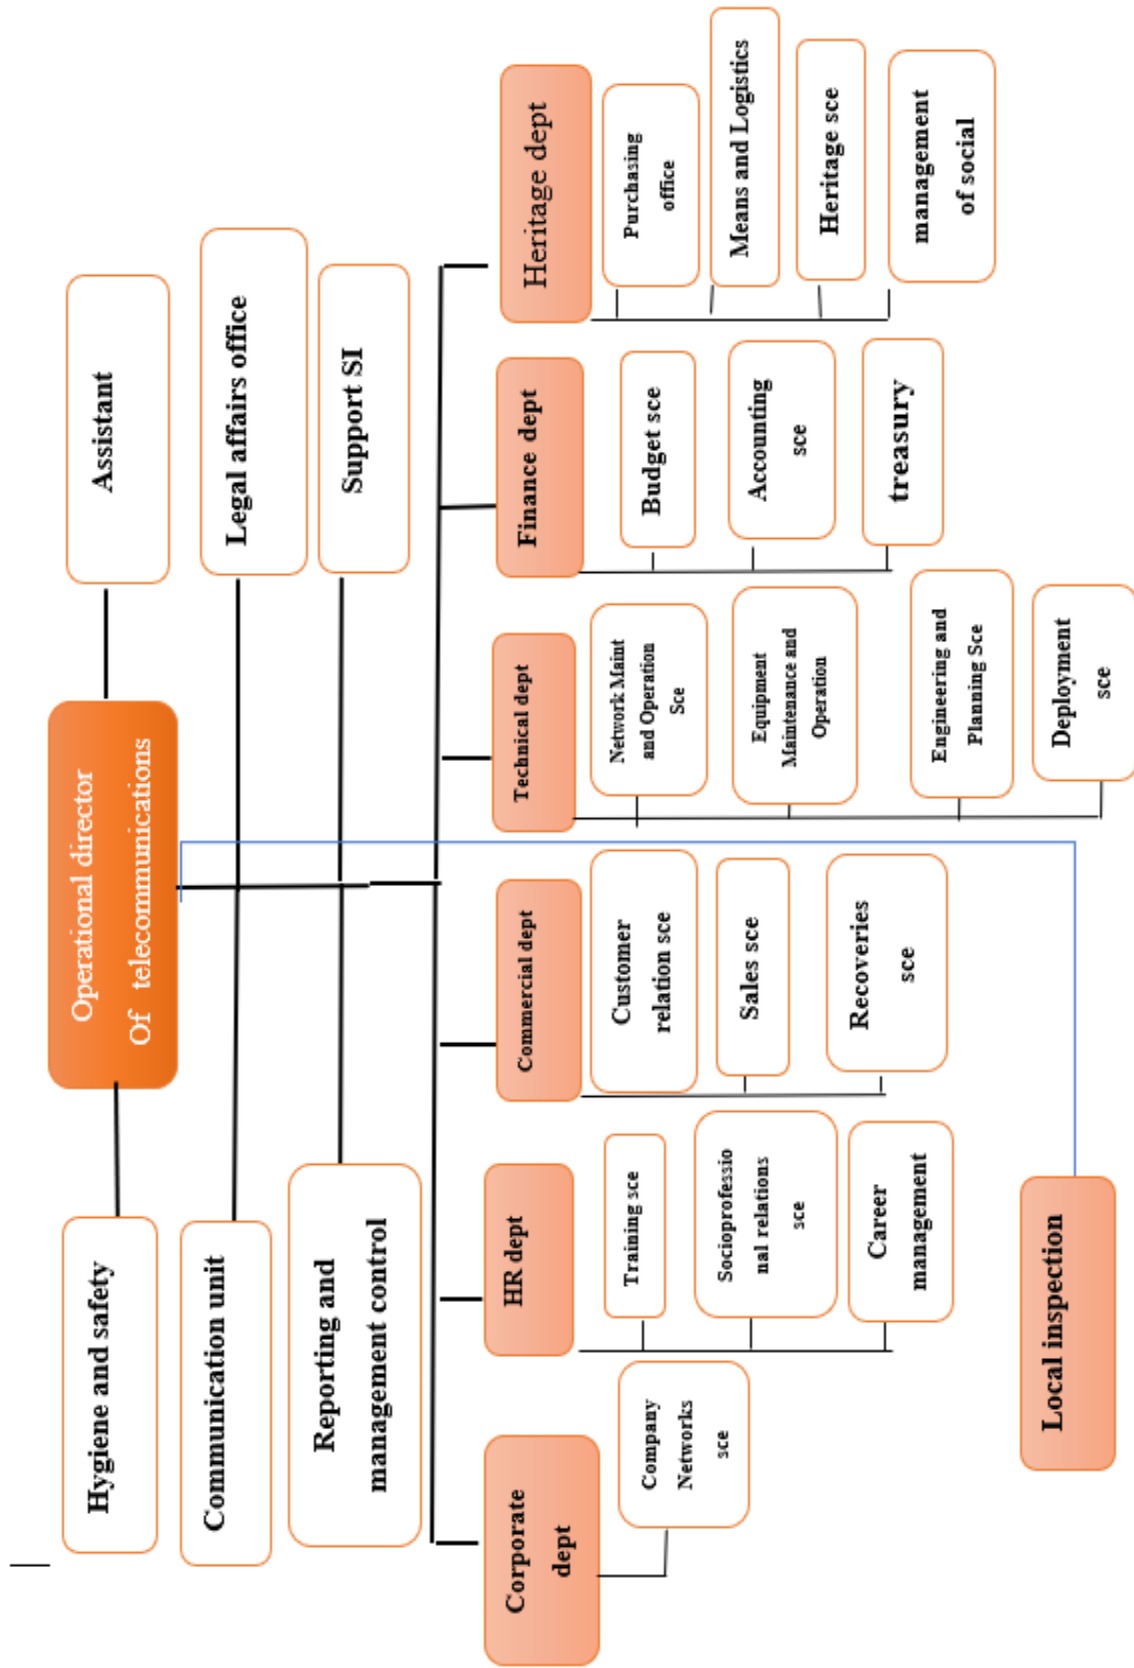 Operational director
Of telecommunications
Hygiene and safety
Assistant
Communication unit
Legal affairs office
Reporting and
management control
Support SI
Corporate
dept
HR dept
Commercial dept
Technical dept
Finance dept
Heritage dept
Company
Networks
sce
Training sce
Socioprofessio
nal relations
sce
Career
management
Customer
relation sce
Sales sce
Recoveries
sce
Network Maint
and Operation
Sce
Equipment
Maintenance and
Operation
Engineering and
Planning Sce
Deployment
sce
Budget sce
Accounting
sce
treasury
Purchasing
office
Means and Logistics
Heritage sce
management
of social
Local inspection